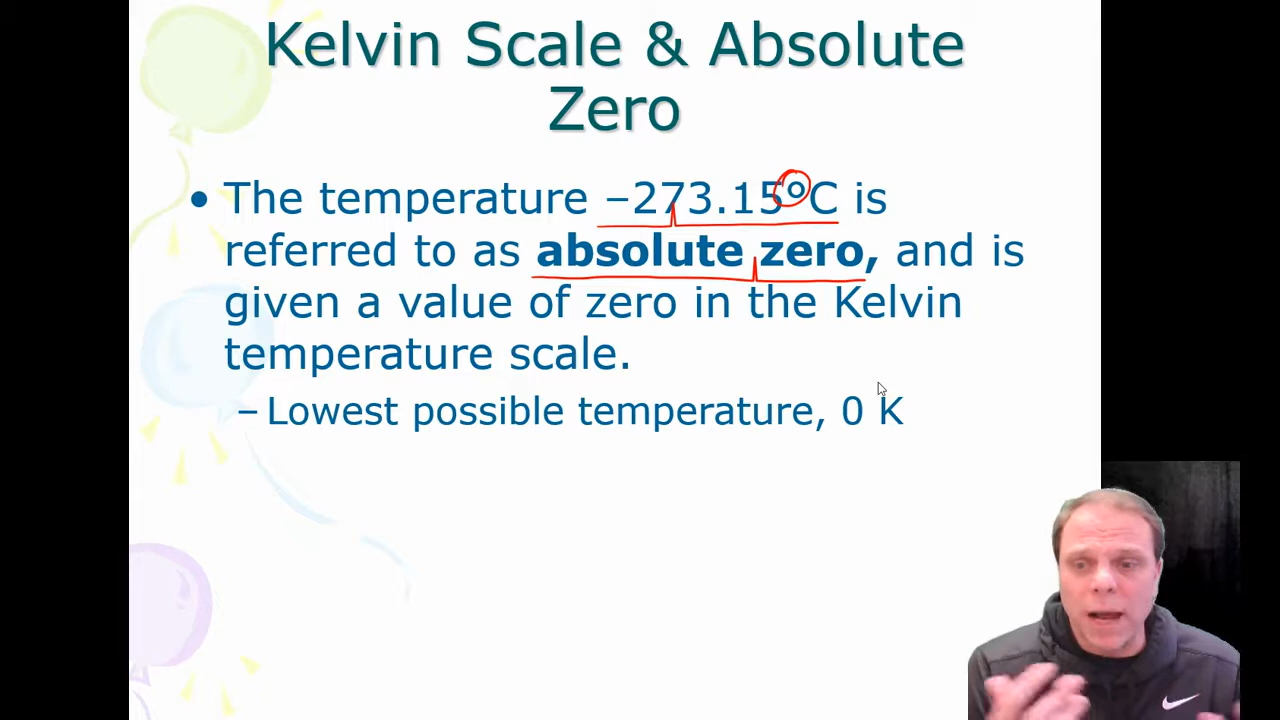 Kelvin Scale & Absolute
Zero
• The temperature –273.15°C is
referred to as absolute zero, and is
given a value of zero in the Kelvin
temperature scale.
– Lowest possible temperature, 0 K